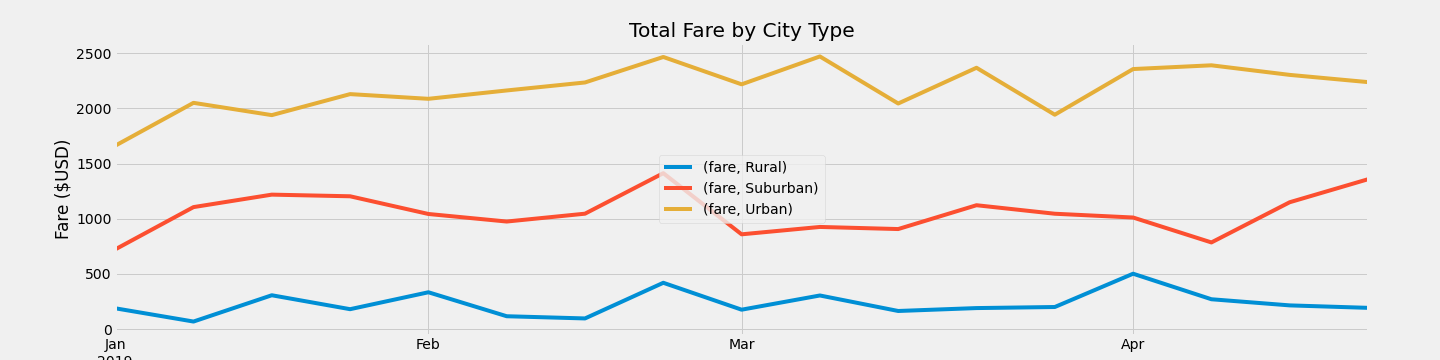 Total Fare by City Type
Fare ($USD)
2500
2000
1500
1000
500
0
(fare, Rural)
(fare, Suburban)
(fare, Urban)
Jan Feb Mar Apr
2019